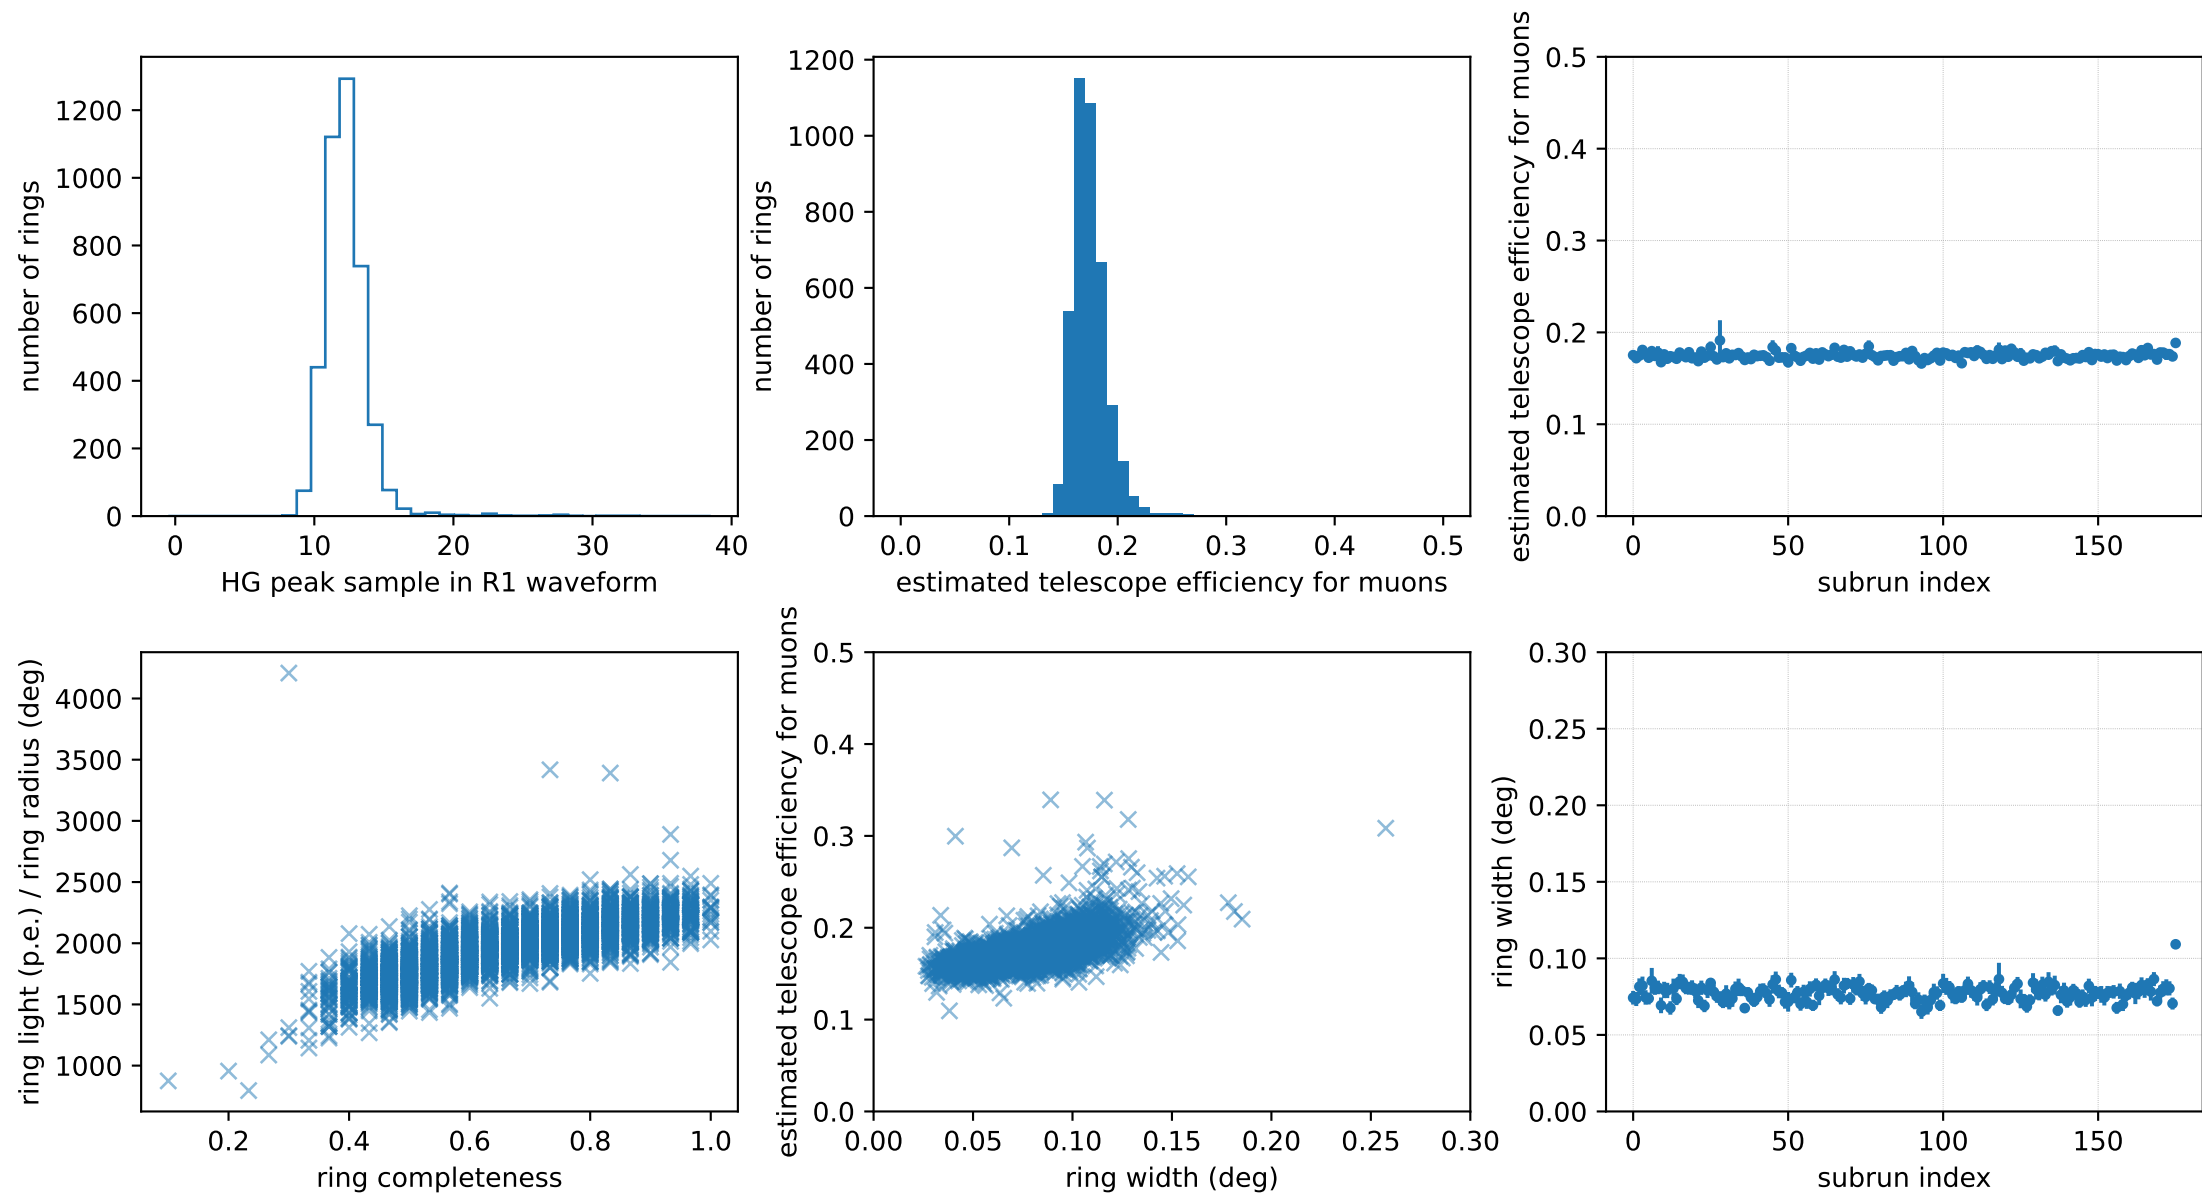 number of rings
1200
1000
800
600
400
200
0
0 10 20 30 40
HG peak sample in R1 waveform
number of rings
1200
1000
800
600
400
200
0
0.0 0.1 0.2 0.3 0.4 0.5
estimated telescope efficiency for muons
estimated telescope efficiency for muons
0.5
0.4
0.3
0.2
0.1
0.0
0 50 100 150
subrun index
ring light (p.e.) / ring radius (deg)
4000
3500
3000
2500
2000
1500
1000
0.2 0.4 0.6 0.8 1.0
ring completeness
estimated telescope efficiency for muons
0.5
0.4
0.3
0.2
0.1
0.0
0.00 0.05 0.10 0.15 0.20 0.25 0.30
ring width (deg)
ring width (deg)
0.30
0.25
0.20
0.15
0.10
0.05
0.00
0 50 100 150
subrun index